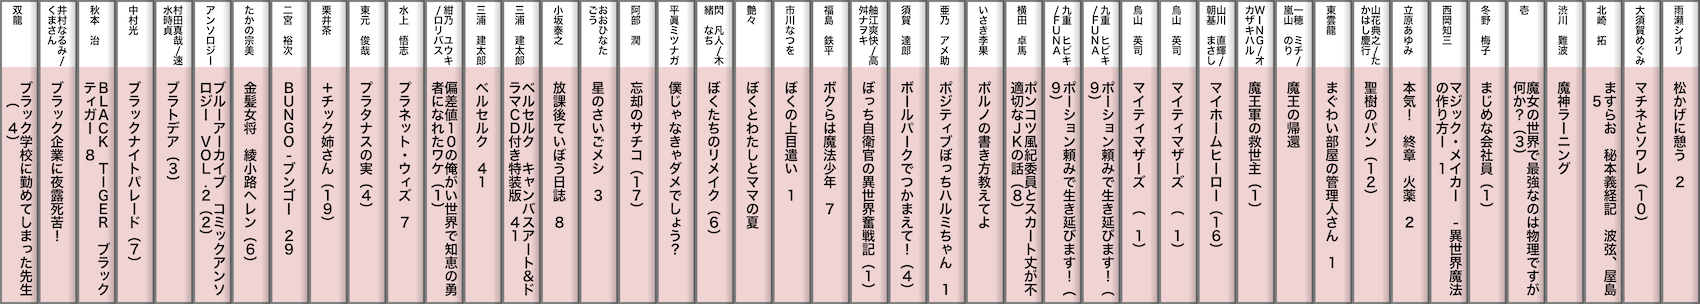 雨瀬シオリ
松かげに憩う　2
大須賀めぐみ
マチネとソワレ（10）
北崎　拓
ますらお　秘本義経記　波弦、屋島
5
渋川　難波
魔神ラーニング
壱
魔女の世界で最強なのは物理ですが
何か？（3）
冬野　梅子
まじめな会社員（1）
西岡知三
マジック・メイカー　-異世界魔法
の作り方ー　1
立原あゆみ
本気！　終章　火薬　2
山花典之/た
かはし慶行
聖樹のパン（12）
東雲龍
まぐわい部屋の管理人さん　1
一穂　ミチ/
嵐山　のり
魔王の帰還
WING/オ
カザキハル/
魔王軍の救世主（1）
山川　直輝/
朝基　まさし
マイホームヒーロー（16）
烏山　英司
マイティマザーズ　（1）
烏山　英司
マイティマザーズ　（1）
九重　ヒビキ
/FUNA
ポーション頼みで生き延びます！（
9）
九重　ヒビキ
/FUNA
ポーション頼みで生き延びます！（
9）
横田　卓馬
ポンコツ風紀委員とスカート丈が不
適切なJKの話（8）
いさき李果
ポルノの書き方教えてよ
亜乃　アメ助
ポジティブぼっちハルミちゃん　1
須賀　達郎
ボールパークでつかまえて！（4）
舳江爽快/高
舛ナヲキ
ぼっち自衛官の異世界奮戦記（1）
福島　鉄平
ボクらは魔法少年　7
市川なつを
ぼくの上目遣い　1
艶々
ぼくとわたしとママの夏
閃　凡人/木
緒　なち
ぼくたちのリメイク（6）
平眞ミツナガ
僕じゃなきゃダメでしょう？
阿部　潤
忘却のサチコ（17）
おおひなた
ごう
星のさいごメシ　3
小坂泰之
放課後ていぼう日誌　8
三浦　建太郎
ベルセルク　キャンバスアート&ド
ラマCD付き特装版　41
三浦　建太郎
ベルセルク　41
紺乃　ユウキ
/ロリバス
偏差値10の俺がい世界で知恵の勇
者になれたワケ（1）
水上　悟志
プラネット・ウィズ　7
東元　俊哉
プラタナスの実（4）
栗井茶
+チック姉さん（19）
二宮　裕次
BUNGO-ブンゴー　29
たかの宗美
金髪女将　綾小路ヘレン（6）
アンソロジー
ブルーアーカイブ　コミックアンソ
ロジー　VOL.2（2）
村田真哉/速
水時貞
ブラトデア（3）
中村光
ブラックナイトパレード（7）
秋本　治
BLACK　TIGER　ブラック
ティガー　8
井村なるみ/
くまさん
ブラック企業に夜露死苦！
双龍
ブラック学校に勤めてしまった先生
（4）